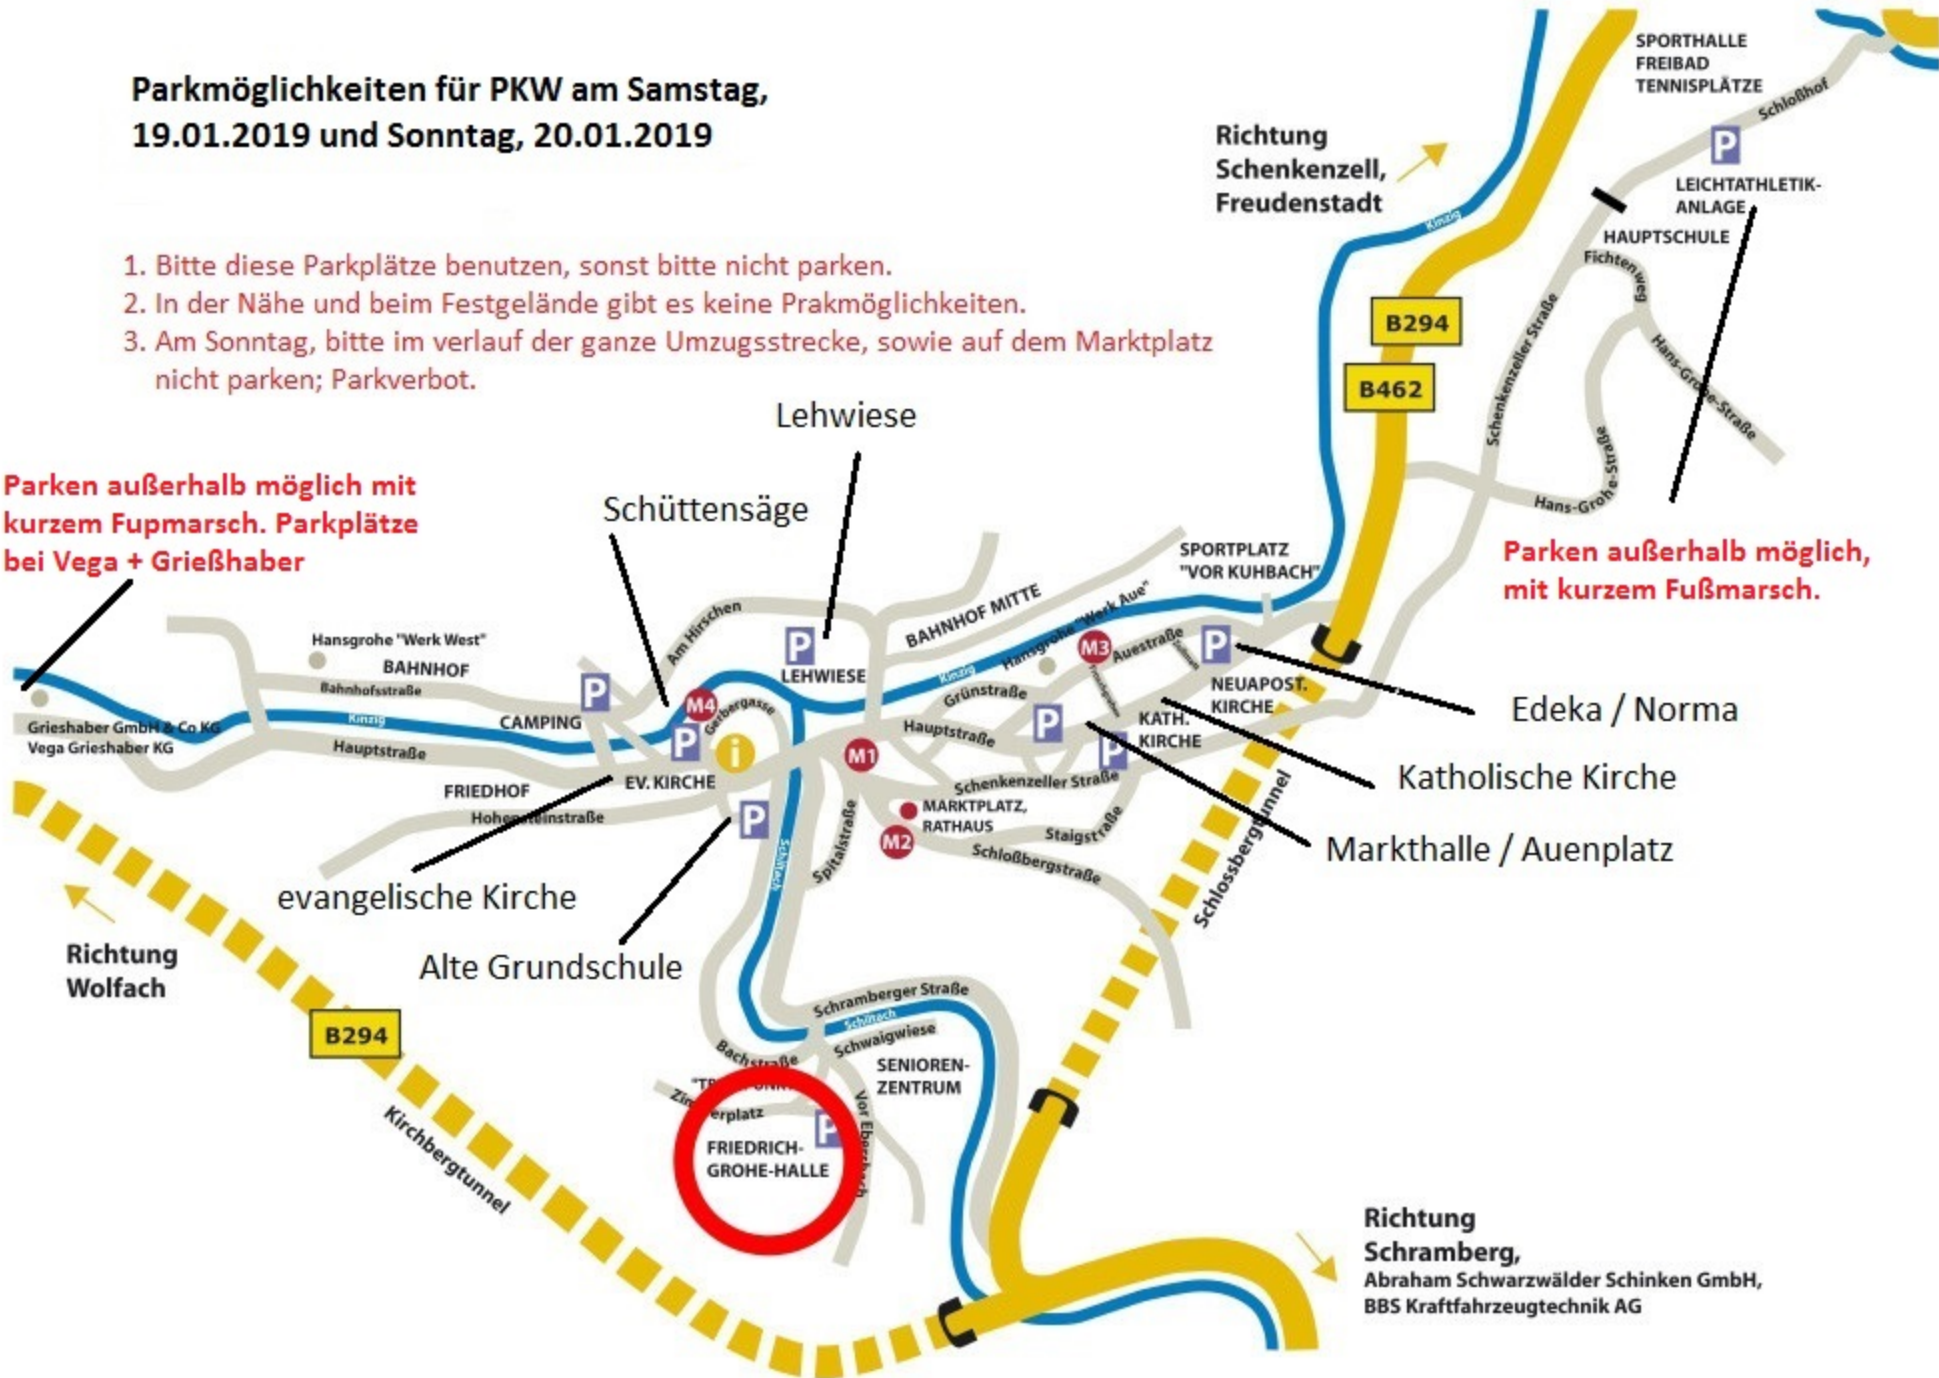 Parkmöglichkeiten für PKW am Samstag,
19.01.2019 und Sonntag, 20.01.2019
1. Bitte diese Parkplätze benutzen, sonst bitte nicht parken.
2. In der Nähe und beim Festgelände gibt es keine Prakmöglichkeiten.
3. Am Sonntag, bitte im verlauf der ganze Umzugsstrecke, sowie auf dem Marktplatz
nicht parken; Parkverbot.
SPORTHALLE
FREIBAD
TENNISPLÄTZE
Schloßhof
Richtung
Schenkenzell,
Freudenstadt
P
LEICHTATHLETIK-
ANLAGE
HAUPTSCHULE
Fichtenweg
Kinzig
B294
B462
Schenkenzeller Straße
Hans-Grohe-Straße
Hans-Grohe-Straße
Hans-Grohe-Straße
Parken außerhalb möglich,
mit kurzem Fußmarsch.
Lehwiese
Schüttensäge
Parken außerhalb möglich mit
kurzem Fupmarsch. Parkplätze
bei Vega + Grießhaber
Hansgrohe "Werk West"
BAHNHOF
Bahnhofsstraße
Kinzig
Hauptstraße
Grieshaber GmbH & Co KG
Vega Grieshaber KG
CAMPING
P
Am Hirschen
P
LEHWIESE
M4
Gerbergasse
P
i
EV. KIRCHE
FRIEDHOF
Hohensteinstraße
P
BAHNHOF MITTE
Kinzig
Hansgrohe "Werk Aue"
SPORTPLATZ
"VOR KUHBACH"
M3
Auestraße
P
NEUAPOST.
KIRCHE
Grünstraße
Hauptstraße
P
KATH.
KIRCHE
P
M1
Schenkenzeller Straße
MARKTPLATZ,
RATHAUS
M2
Staigstraße
Schloßbergstraße
Spitalstraße
Schiltach
Edeka / Norma
Katholische Kirche
Markthalle / Auenplatz
Schlossbergtunnel
evangelische Kirche
Alte Grundschule
Richtung
Wolfach
B294
Kirchbergtunnel
Schramberger Straße
Schiltach
Schwaigwiese
Bachstraße
SENIOREN-
ZENTRUM
Vor Ebersbach
P
FRIEDRICH-
GROHE-HALLE
Richtung
Schramberg,
Abraham Schwarzwälder Schinken GmbH,
BBS Kraftfahrzeugtechnik AG